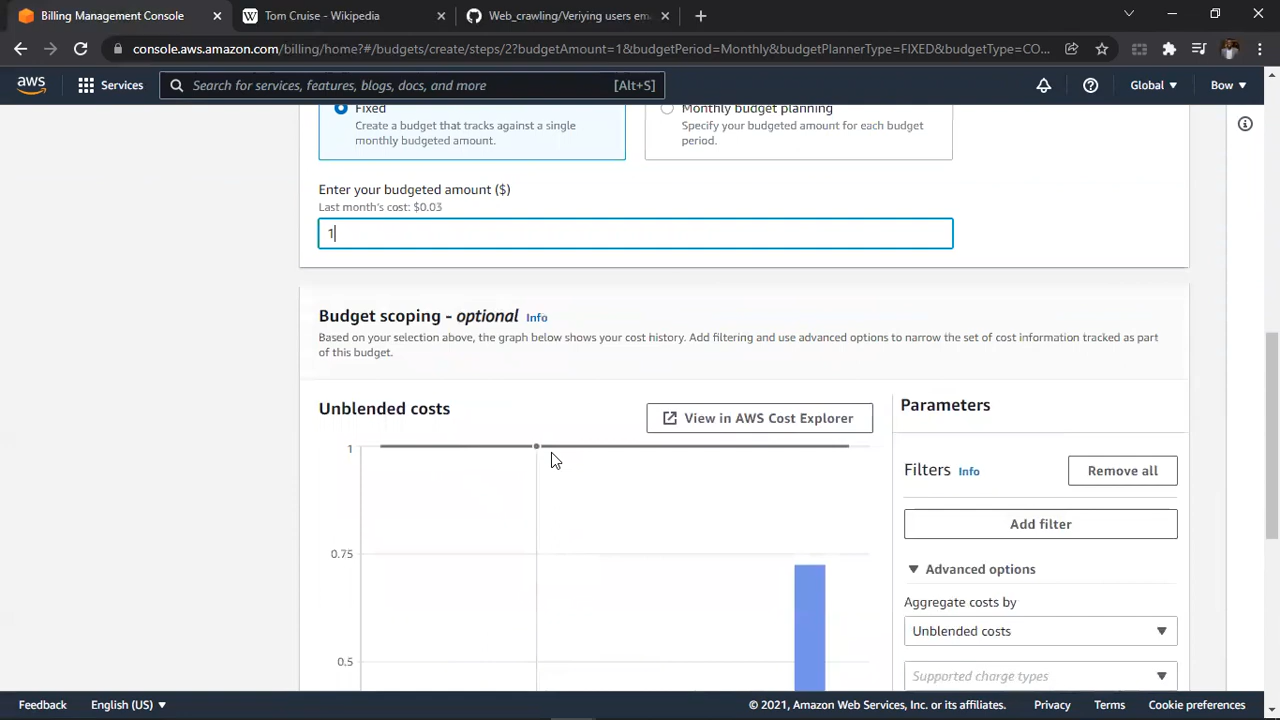 Billing Management Console
Tom Cruise - Wikipedia
Web_crawling/Veriying users ema
console.aws.amazon.com/billing/home?#/budgets/create/steps/2?budgetAmount=1&budgetPeriod=Monthly&budgetPlannerType=FIXED&budgetType=CO...
aws
Services
Search for services, features, blogs, docs, and more
[Alt+S]
Global
Bow
Fixed
Create a budget that tracks against a single
monthly budgeted amount.
Monthly budget planning
Specify your budgeted amount for each budget
period.
Enter your budgeted amount ($)
Last month's cost: $0.03
1
Budget scoping - optional Info
Based on your selection above, the graph below shows your cost history. Add filtering and use advanced options to narrow the set of cost information tracked as part
of this budget.
Unblended costs
View in AWS Cost Explorer
1
0.75
0.5
Parameters
Filters Info
Remove all
Add filter
Advanced options
Aggregate costs by
Unblended costs
Supported charge types
Feedback
English (US)
© 2021, Amazon Web Services, Inc. or its affiliates.
Privacy
Terms
Cookie preferences